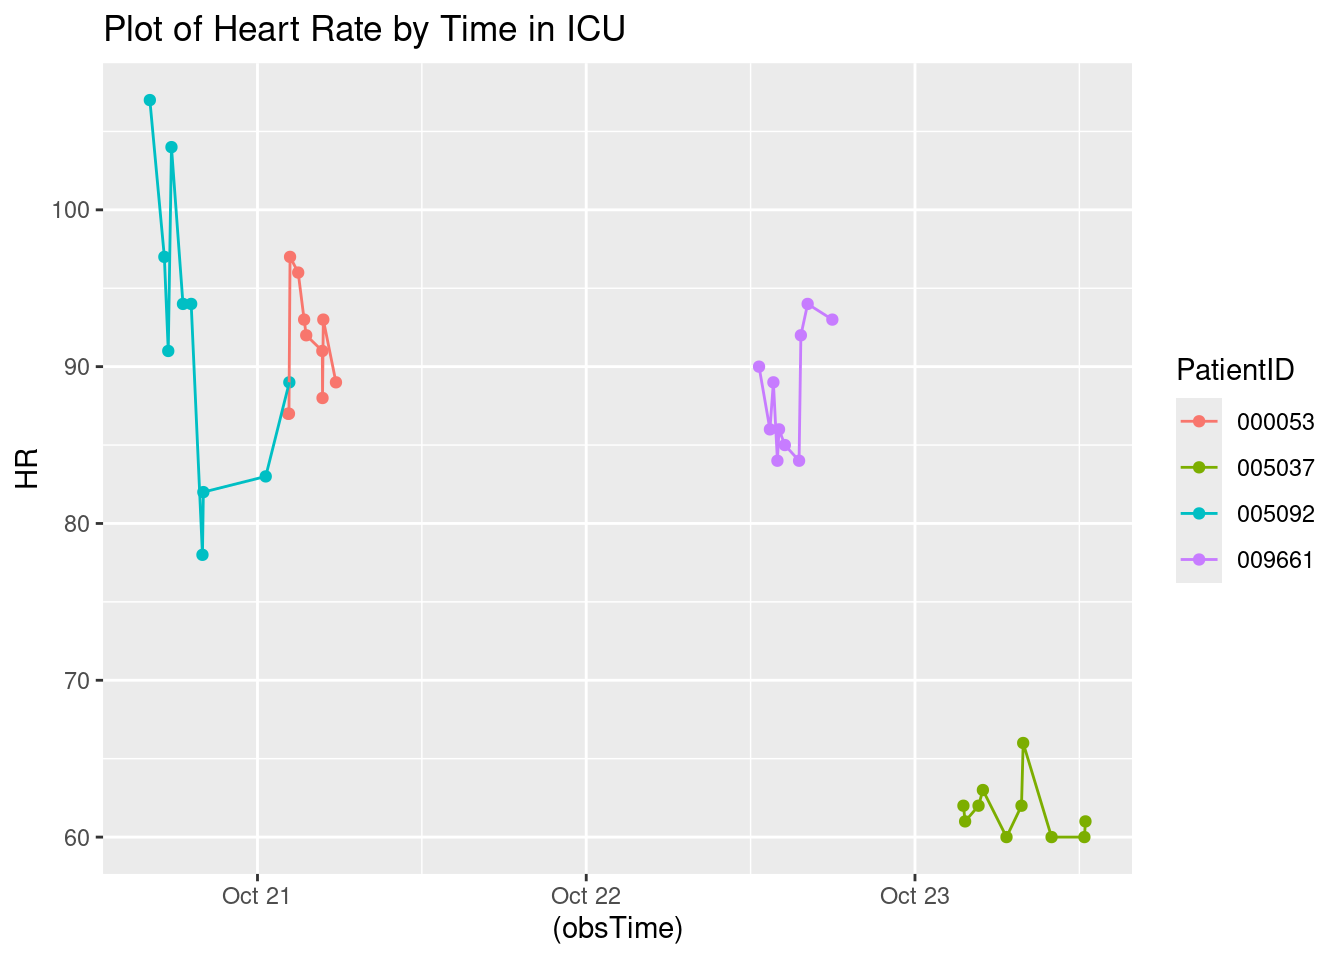 Plot of Heart Rate by Time in ICU
HR
100
90
80
70
60
Oct 21
Oct 22
Oct 23
(obsTime)
PatientID
000053
005037
005092
009661